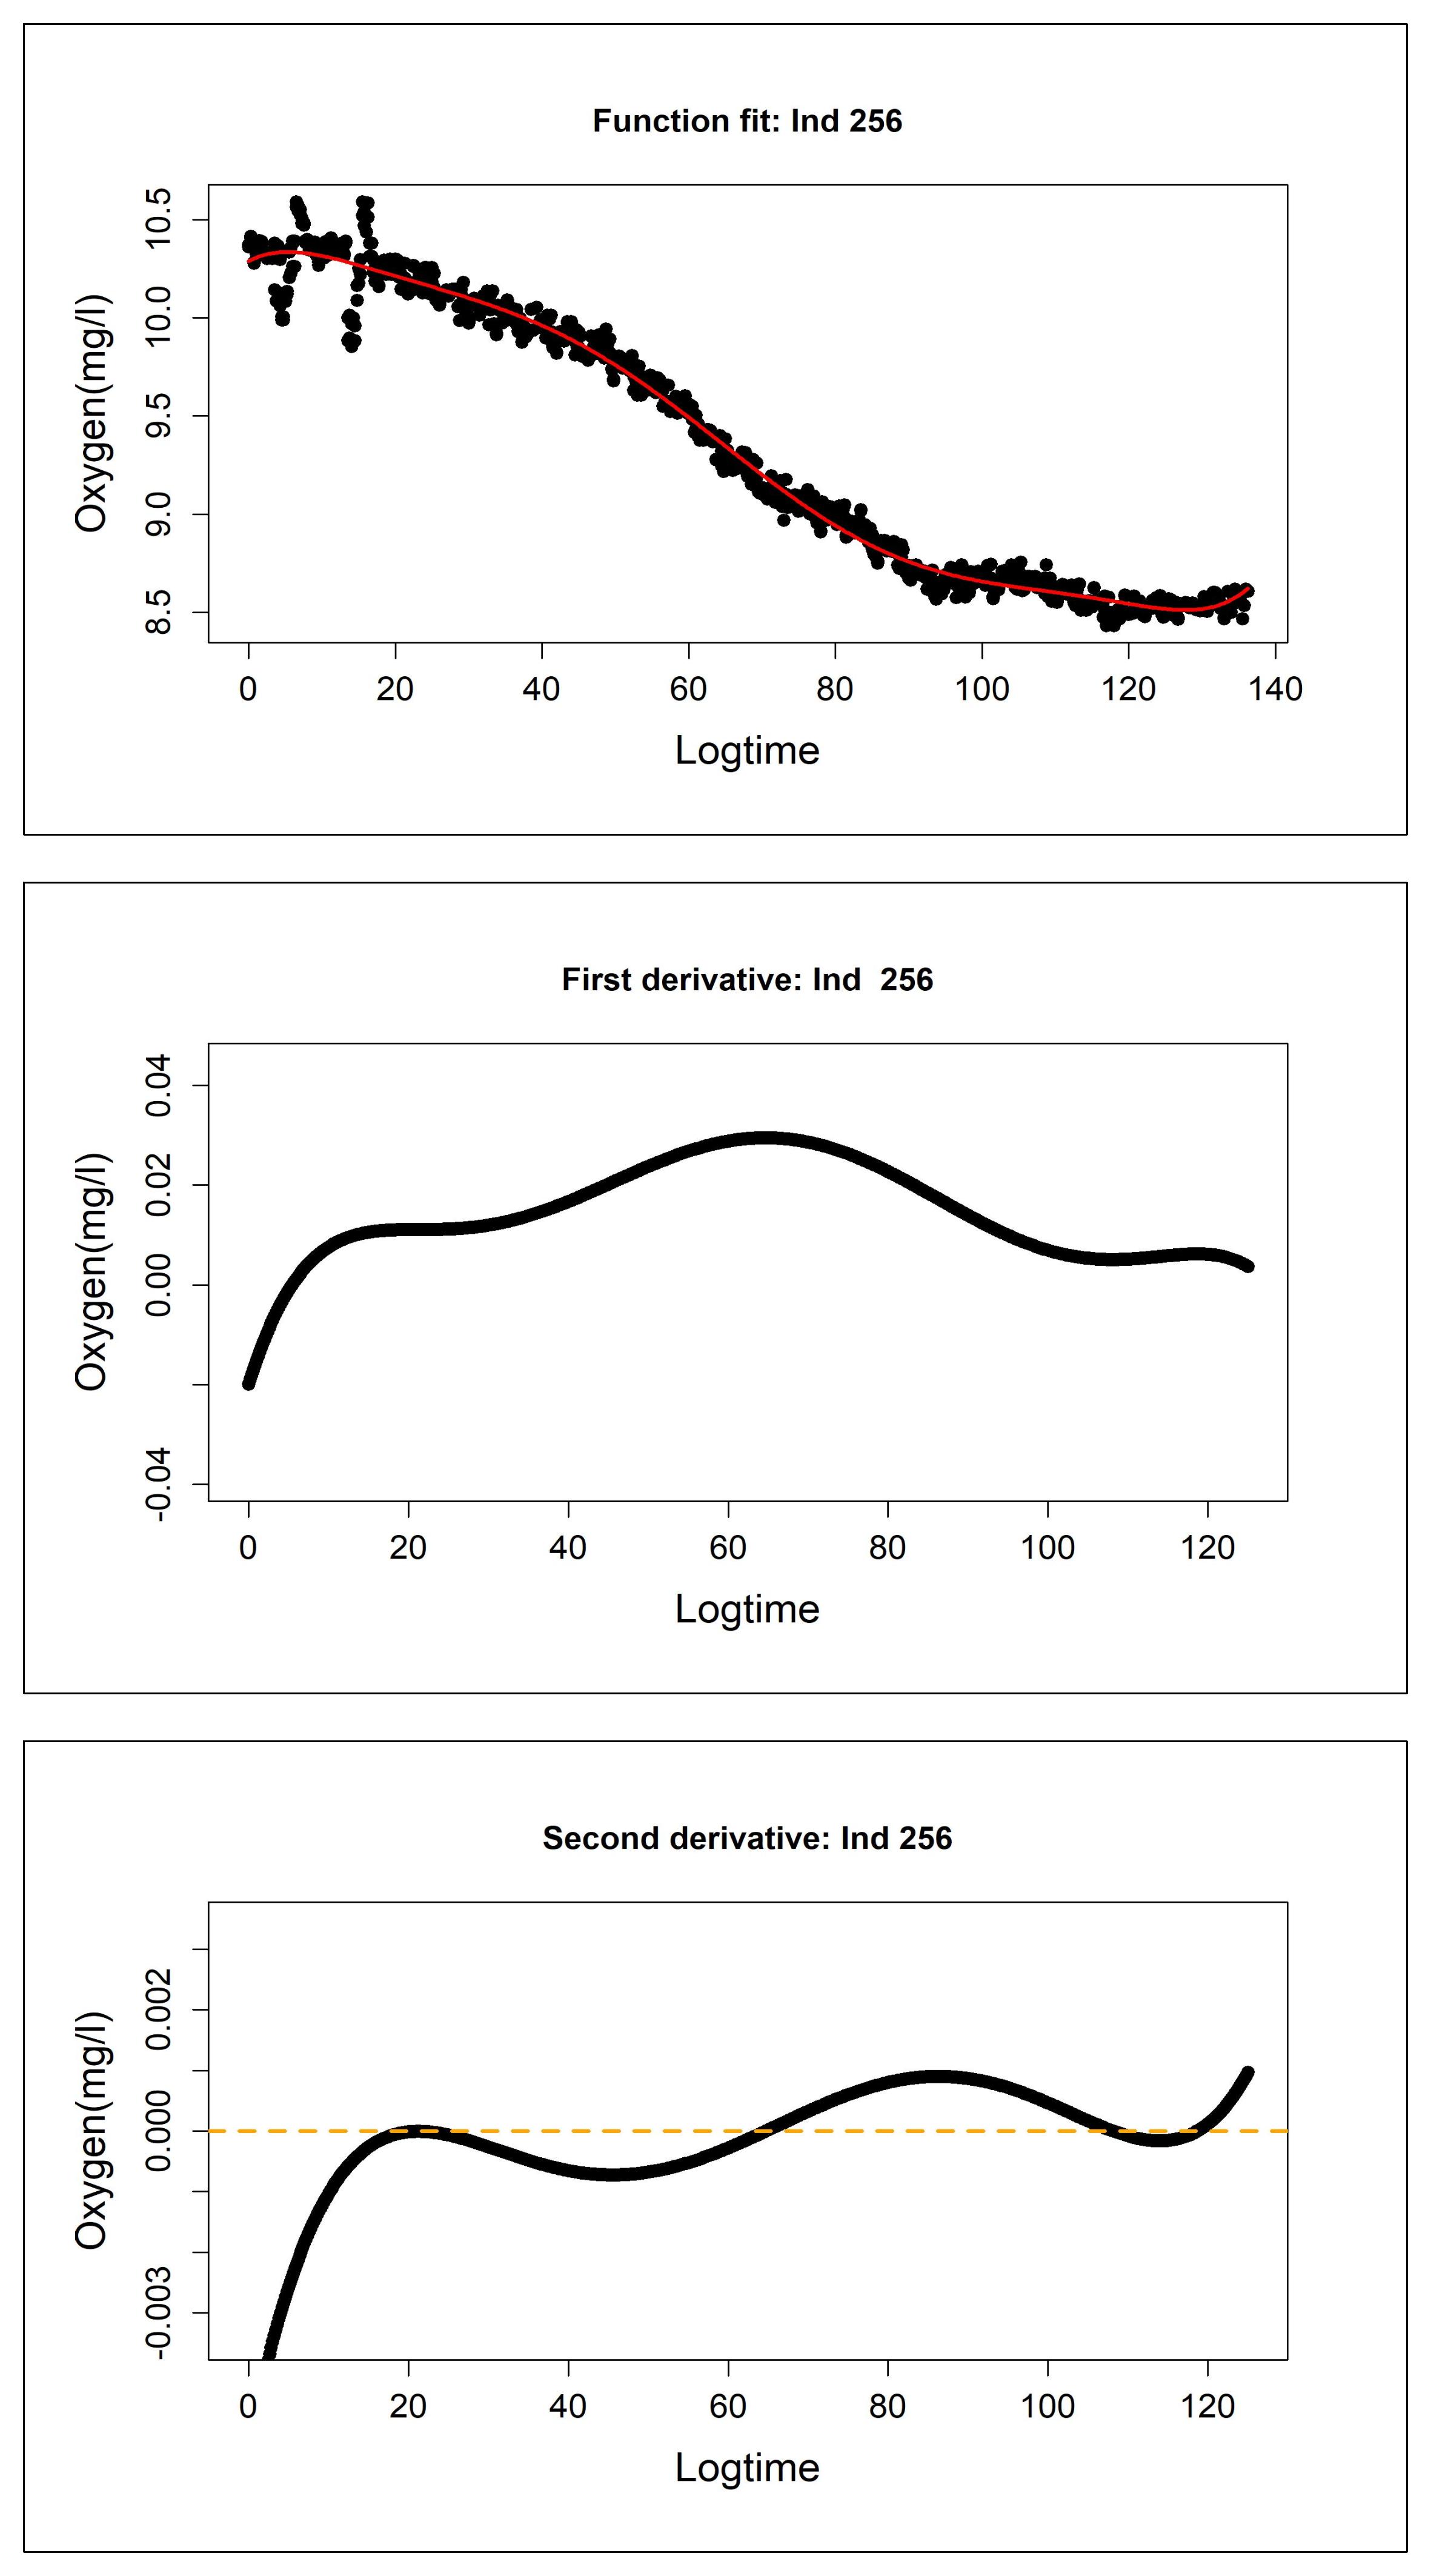 Function fit: Ind 256
Oxygen(mg/l)
10.5
10.0
9.5
9.0
8.5
0 20 40 60 80 100 120 140
Logtime
First derivative: Ind  256
Oxygen(mg/l)
0.04
0.02
0.00
-0.04
0 20 40 60 80 100 120
Logtime
Second derivative: Ind 256
Oxygen(mg/l)
0.002
0.000
-0.003
0 20 40 60 80 100 120
Logtime